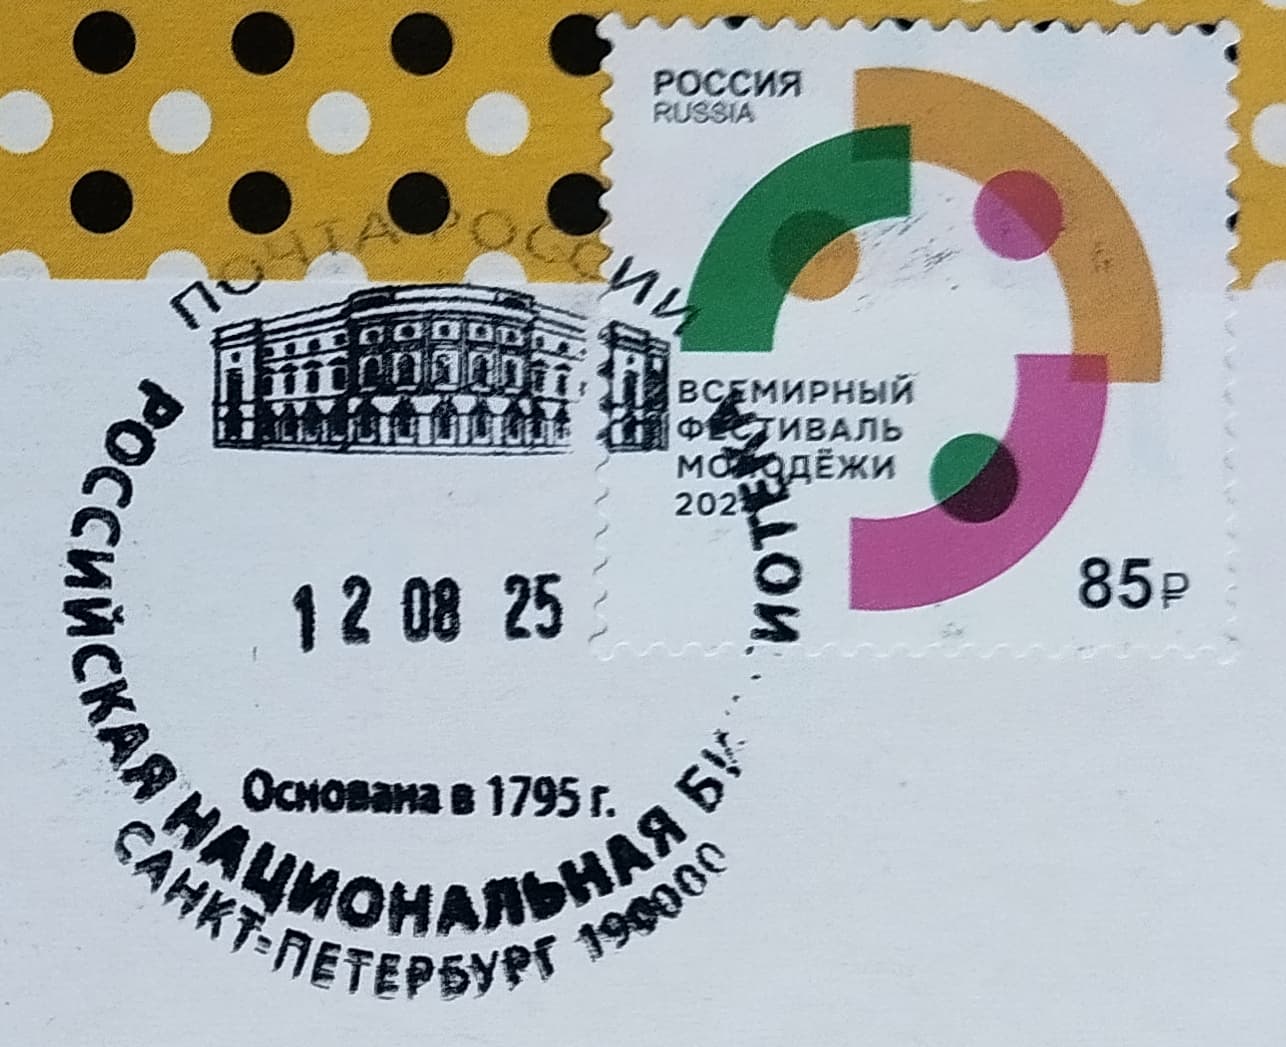 РОССИЯ
RUSSIA
ВСЕМИРНЫЙ
ФЕСТИВАЛЬ
МОЛОДЁЖИ
85₽
ПОЧТА РОССИИ
12 08 25
Основана в 1795 г.
РОССИЙСКАЯ НАЦИОНАЛЬНАЯ
САНКТ-ПЕТЕРБУРГ 190000